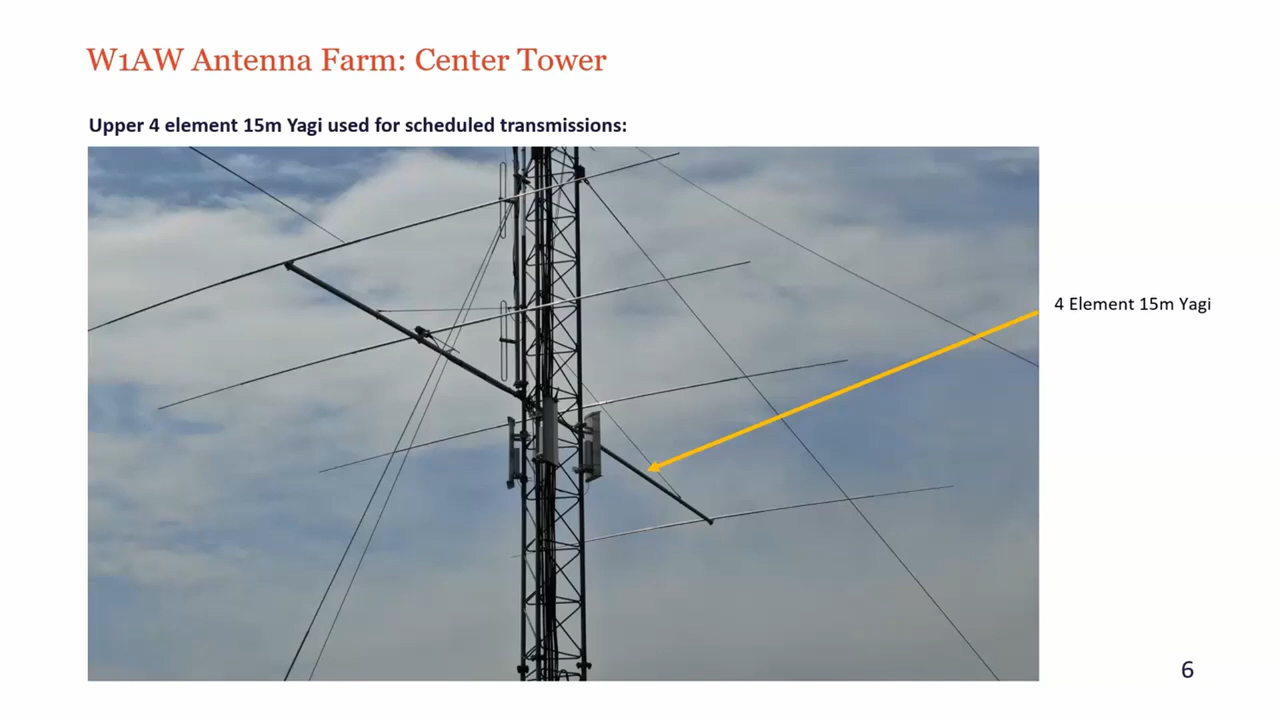 W1AW Antenna Farm: Center Tower
Upper 4 element 15m Yagi used for scheduled transmissions:
4 Element 15m Yagi
6